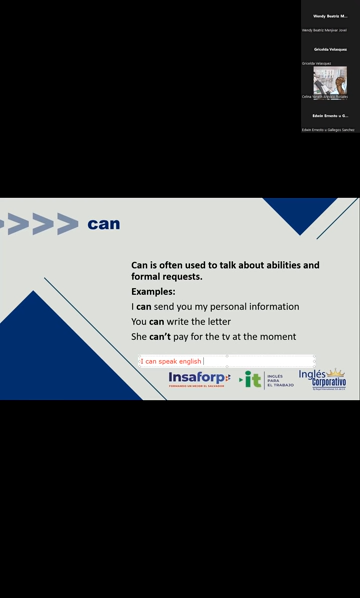 Wendy Beatriz M...
Wendy Beatriz Menjivar
Griselda Velasquez
Griselda Velasquez
Edwin Ernesto u G...
Edwin Ernesto u Gallegos Sanchez
>>>> can
Can is often used to talk about abilities and
formal requests.
Examples:
I can send you my personal information
You can write the letter
She can't pay for the tv at the moment
I can speak english
Insaforp
it INGLÉS PARA EL TRABAJO
Inglés Corporativo